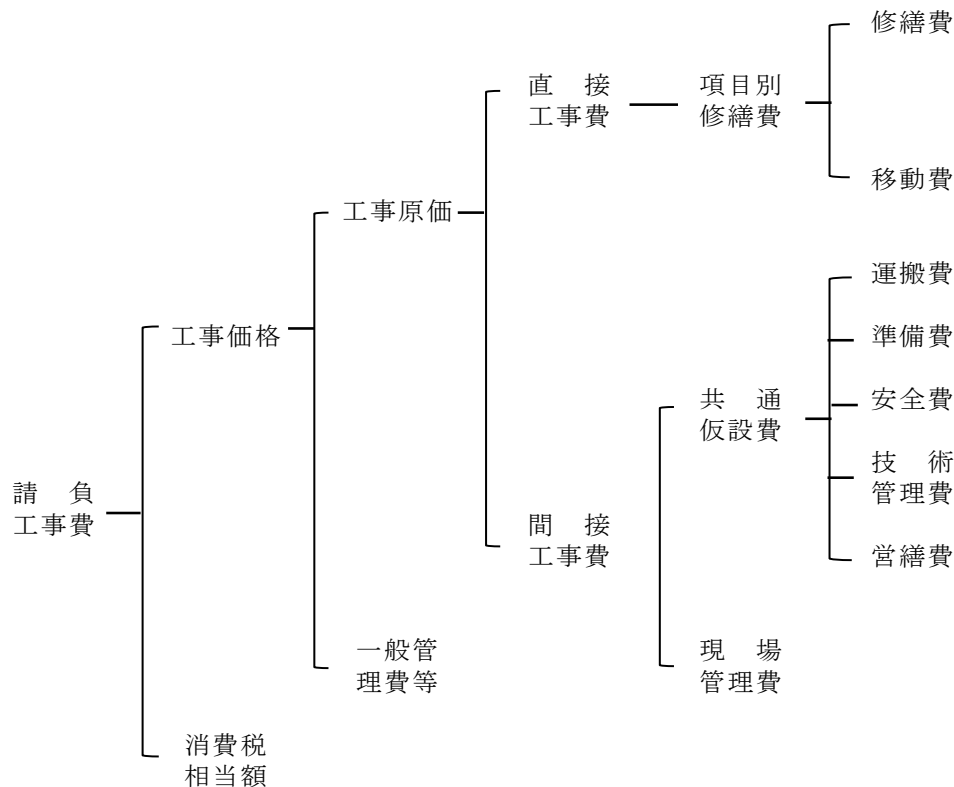 修繕費
直　接
工事費
項目別
修繕費
移動費
工事原価
運搬費
工事価格
準備費
共　通
仮設費
安全費
技　術
管理費
請　負
工事費
間　接
工事費
営繕費
一般管
理費等
現　場
管理費
消費税
相当額